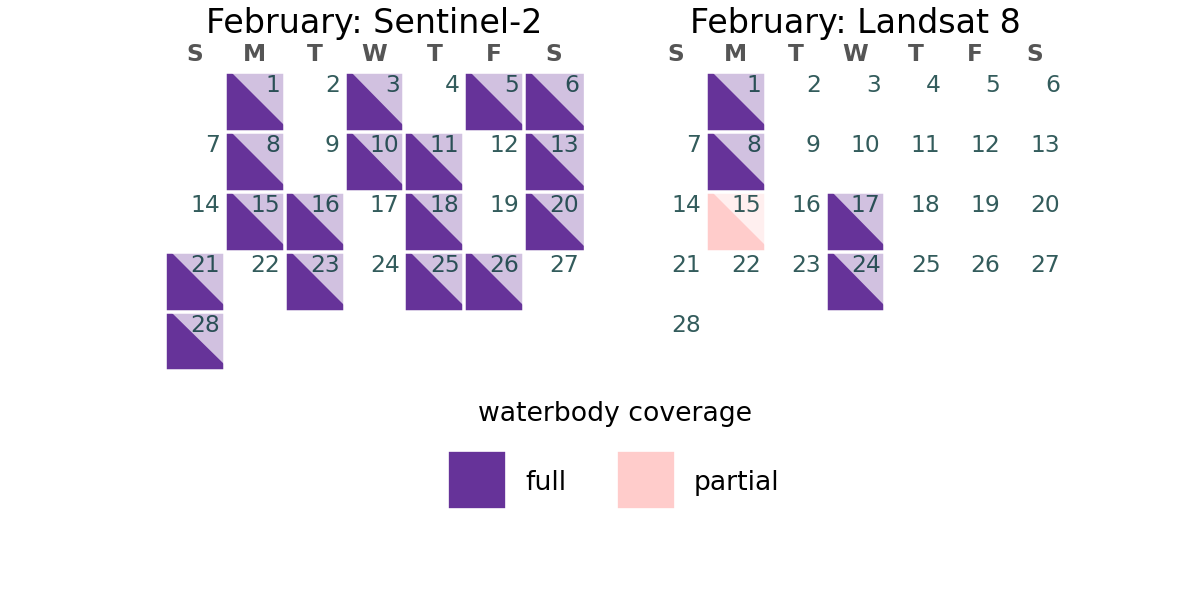 February: Sentinel-2
S M T W T F S
1 2 3 4 5 6
7 8 9 10 11 12 13
14 15 16 17 18 19 20
21 22 23 24 25 26 27
28
February: Landsat 8
S M T W T F S
1 2 3 4 5 6
7 8 9 10 11 12 13
14 15 16 17 18 19 20
21 22 23 24 25 26 27
28
waterbody coverage
full partial